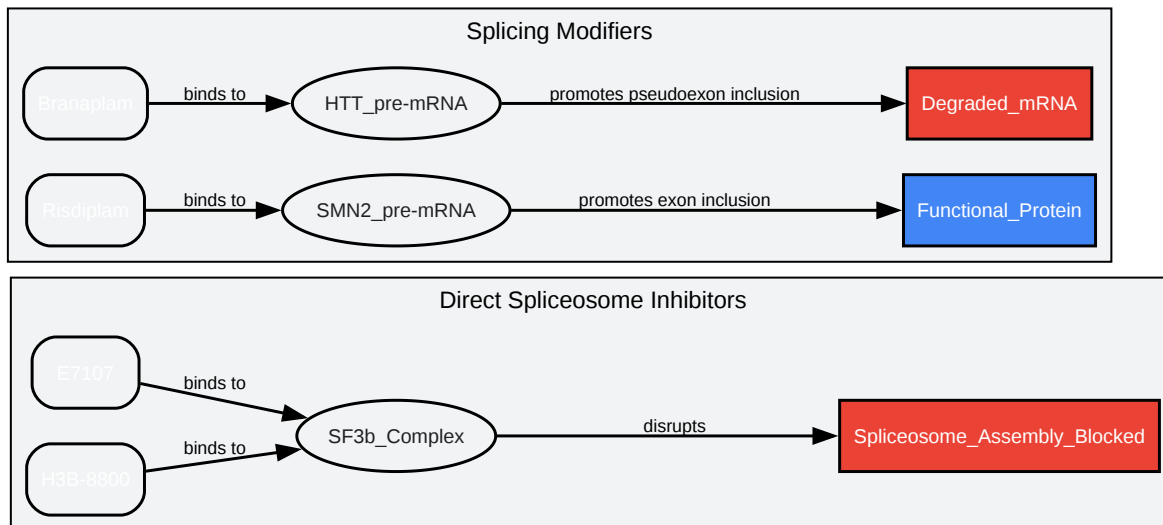 Splicing Modifiers
Branaplam
binds to
HTT_pre-mRNA
promotes pseudoexon inclusion
Degraded_mRNA
Risdiplam
binds to
SMN2_pre-mRNA
promotes exon inclusion
Functional_Protein
Direct Spliceosome Inhibitors
E7107
binds to
SF3b_Complex
disrupts
Spliceosome_Assembly_Blocked
H3B-8800
binds to